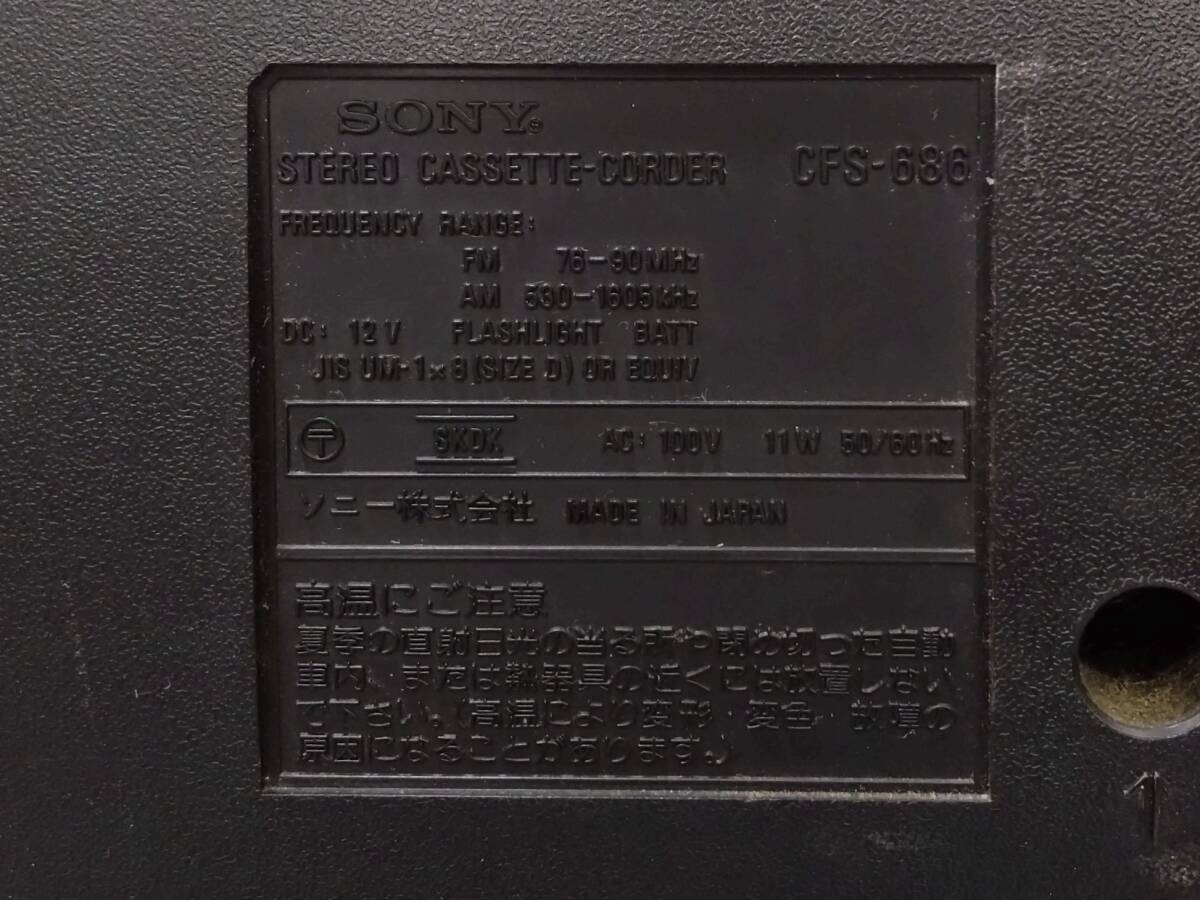 SONY®
STEREO CASSETTE-CORDER CFS-686
FREQUENCY RANGE:
FM 76-90MHz
AM 530-1605kHz
DC: 12V FLASHLIGHT BATT
JIS UM-1×8(SIZE D) OR EQUIV
〒 SKDK AC: 100V 11W 50/60Hz
ソニー株式会社 MADE IN JAPAN
高温にご注意
夏季の直射日光の当る所や閉め切った自動
車内、または熱器具の近くには放置しない
で下さい。(高温により変形・変色・故障の
原因になることがあります。)
↑